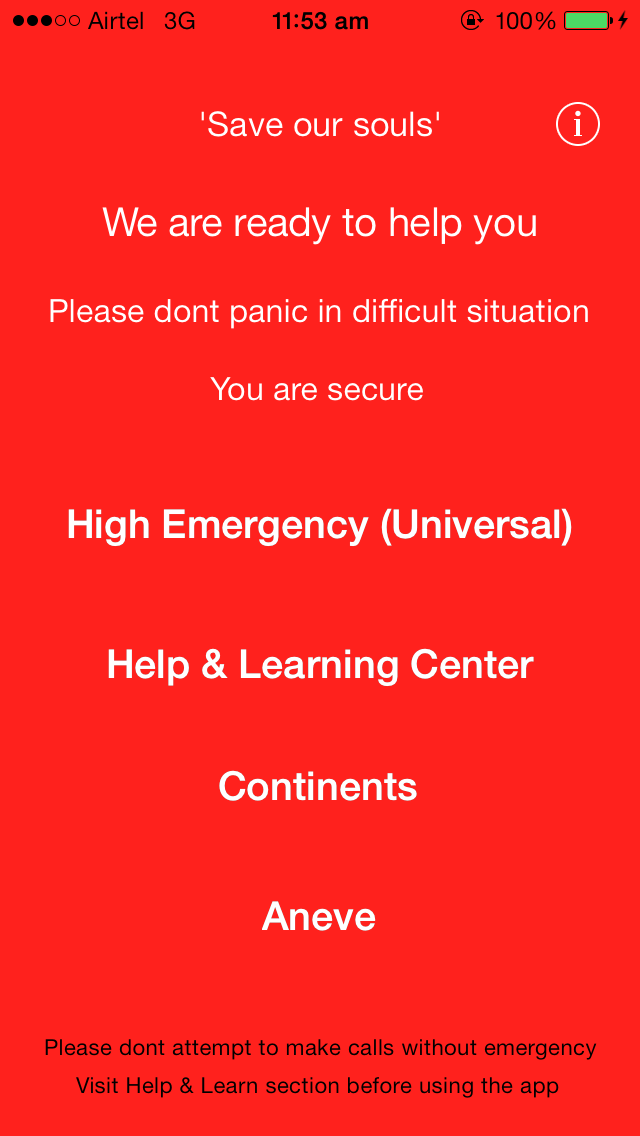 Airtel 3G 11:53 am 100%
'Save our souls'
i
We are ready to help you
Please dont panic in difficult situation
You are secure
High Emergency (Universal)
Help & Learning Center
Continents
Aneve
Please dont attempt to make calls without emergency
Visit Help & Learn section before using the app